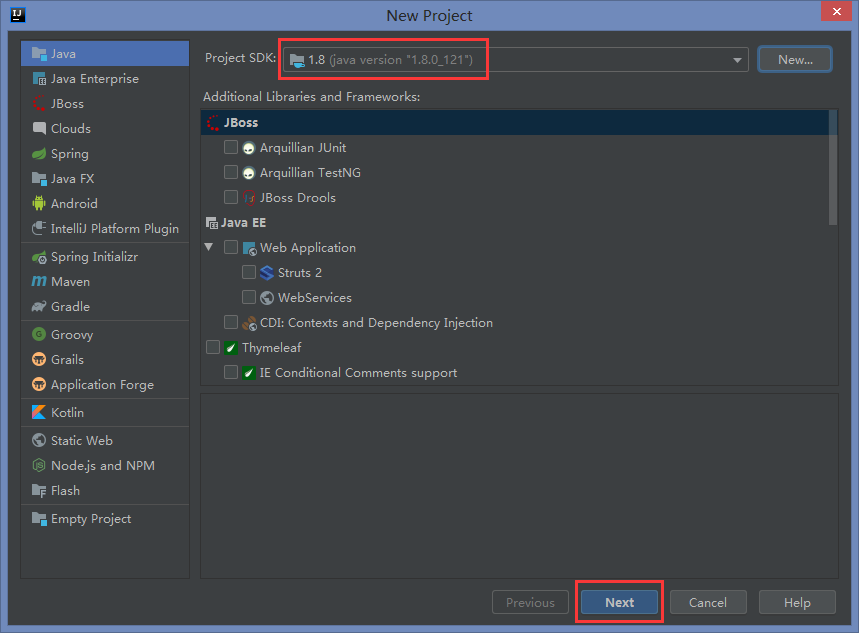 New Project
Java
Java Enterprise
JBoss
Clouds
Spring
Java FX
Android
IntelliJ Platform Plugin
Spring Initializr
Maven
Gradle
Groovy
Grails
Application Forge
Kotlin
Static Web
Node.js and NPM
Flash
Empty Project
Project SDK: 1.8 (java version "1.8.0_121") New...
Additional Libraries and Frameworks:
JBoss
Arquillian JUnit
Arquillian TestNG
JBoss Drools
Java EE
Web Application
Struts 2
WebServices
CDI: Contexts and Dependency Injection
Thymeleaf
IE Conditional Comments support
Previous Next Cancel Help